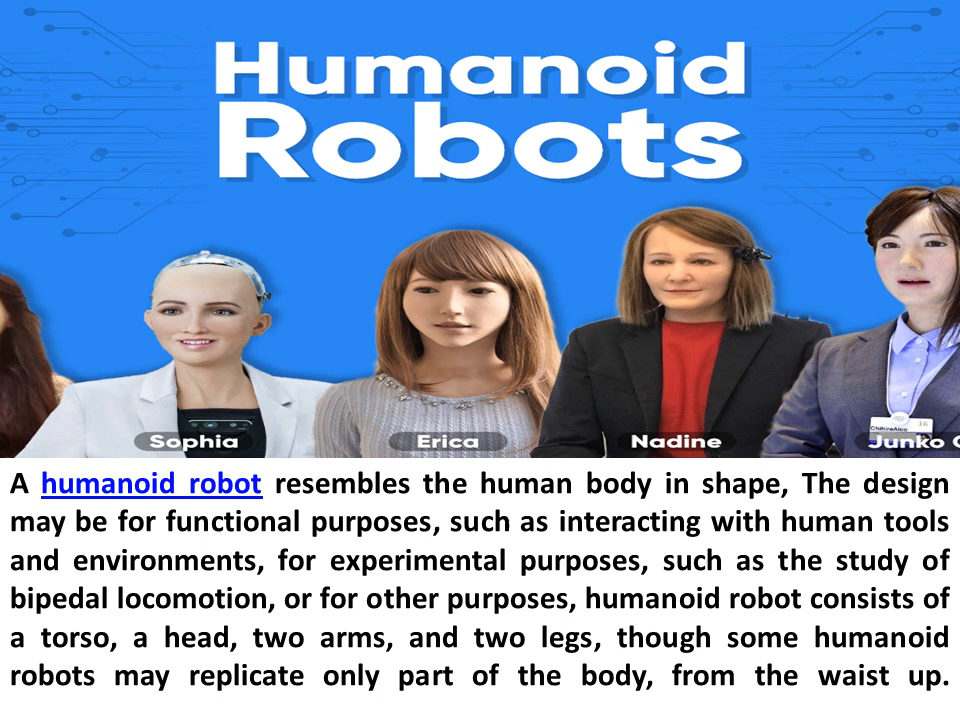 Humanoid
Robots
Sophia
Erica
Nadine
Junko
ChihiraAico
16
A humanoid robot resembles the human body in shape, The design
may be for functional purposes, such as interacting with human tools
and environments, for experimental purposes, such as the study of
bipedal locomotion, or for other purposes, humanoid robot consists of
a torso, a head, two arms, and two legs, though some humanoid
robots may replicate only part of the body, from the waist up.